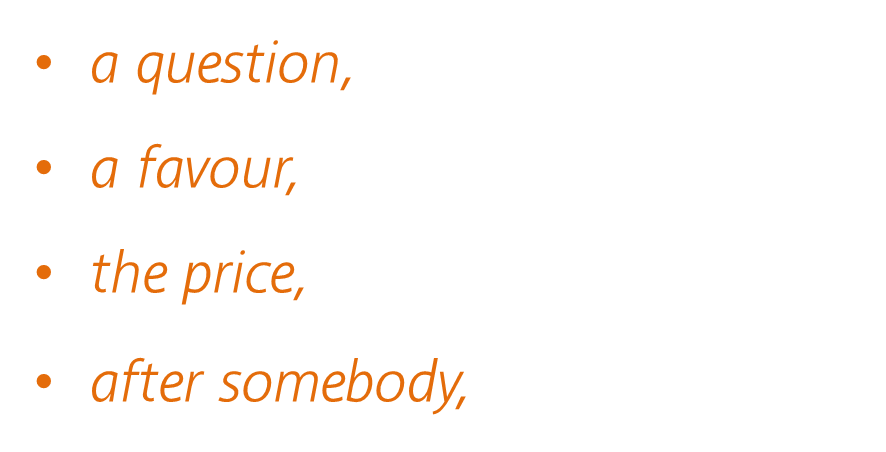 • a question,
• a favour,
• the price,
• after somebody,